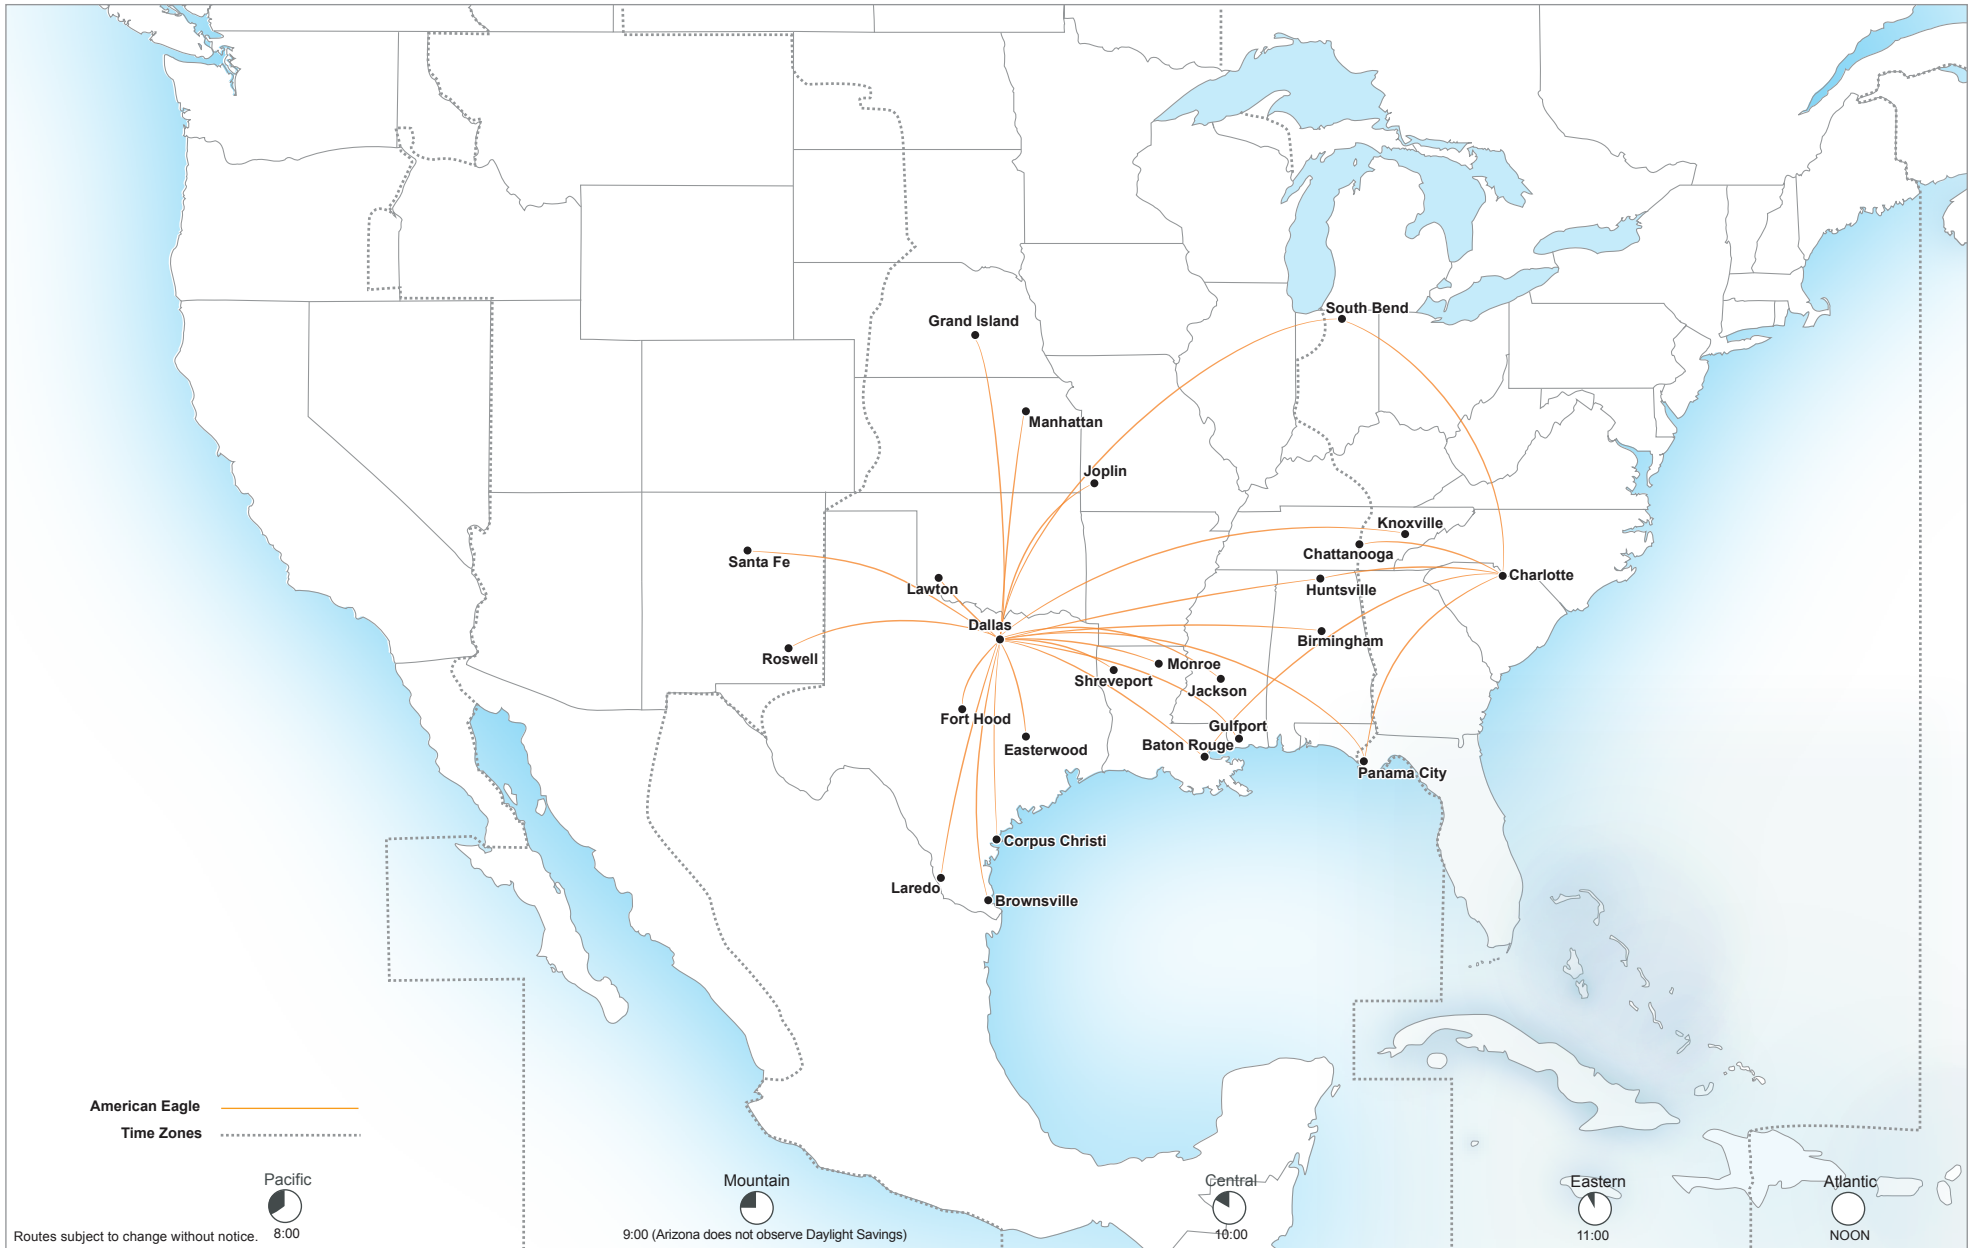 South Bend
Grand Island
Manhattan
Joplin
Knoxville
Chattanooga
Santa Fe
Charlotte
Lawton
Huntsville
Dallas
Birmingham
Roswell
Monroe
Shreveport
Jackson
Fort Hood
Gulfport
Easterwood
Baton Rouge
Panama City
Corpus Christi
Laredo
Brownsville
American Eagle
Time Zones
Pacific
Mountain
Central
Eastern
Atlantic
Routes subject to change without notice.
8:00
9:00 (Arizona does not observe Daylight Savings)
10:00
11:00
NOON